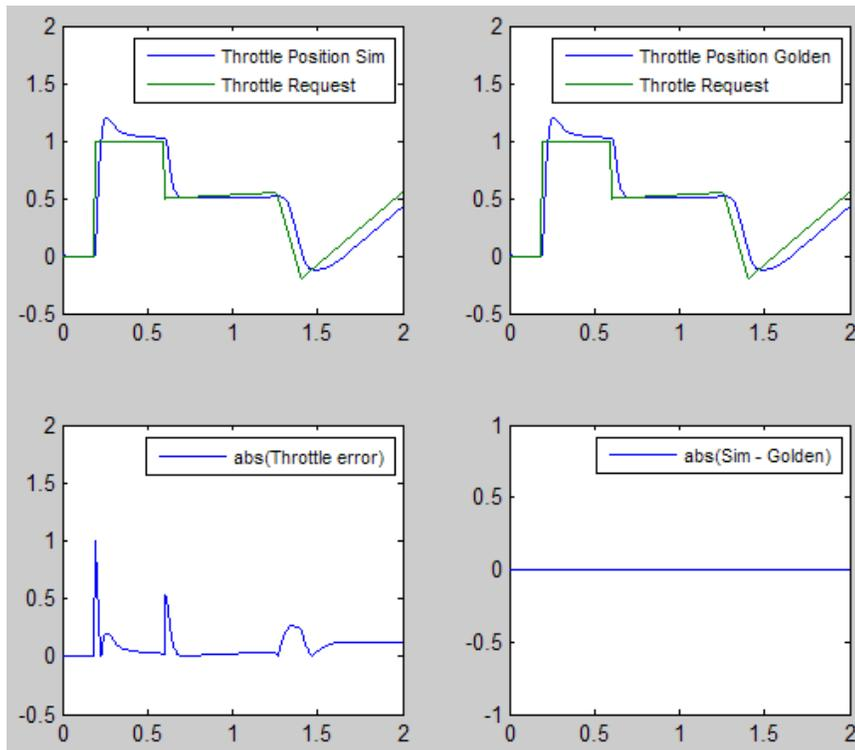 2
1.5
1
0.5
0
-0.5
0 0.5 1 1.5 2
Throttle Position Sim
Throttle Request
2
1.5
1
0.5
0
-0.5
0 0.5 1 1.5 2
Throttle Position Golden
Throtle Request
2
1.5
1
0.5
0
-0.5
0 0.5 1 1.5 2
abs(Throttle error)
1
0.5
0
-0.5
-1
0 0.5 1 1.5 2
abs(Sim - Golden)